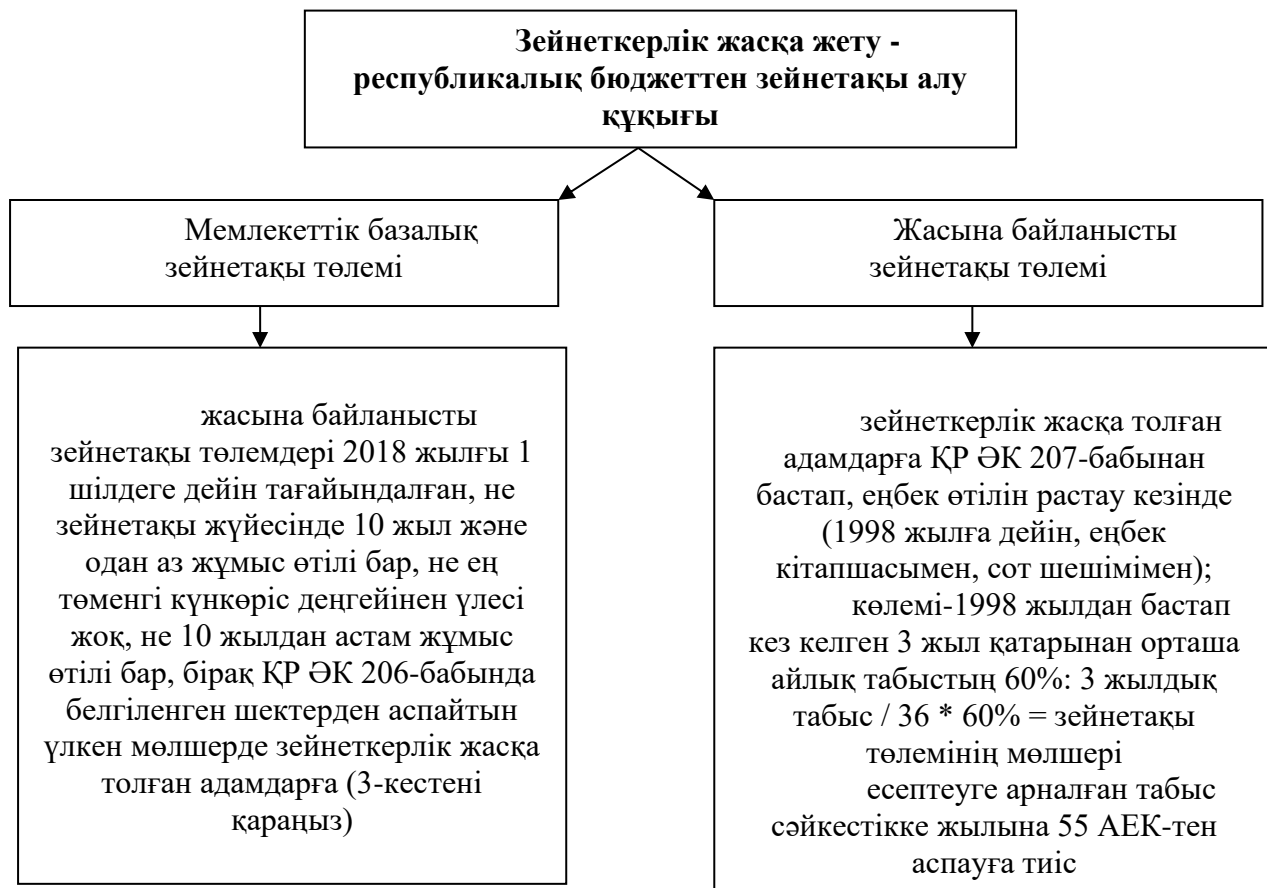 Зейнеткерлік жасқа жету -
республикалық бюджеттен зейнетақы алу
құқығы
Мемлекеттік базалық
зейнетақы төлемі
Жасына байланысты
зейнетақы төлемі
жасына байланысты
зейнетақы төлемдері 2018 жылғы 1
шілдеге дейін тағайындалған, не
зейнетақы жүйесінде 10 жыл және
одан аз жұмыс өтілі бар, не ең
төменгі күнкөріс деңгейінен үлесі
жоқ, не 10 жылдан астам жұмыс
өтілі бар, бірақ ҚР ӘК 206-бабында
белгіленген шектерден аспайтын
үлкен мөлшерде зейнеткерлік жасқа
толған адамдарға (3-кестені
қараңыз)
зейнеткерлік жасқа толған
адамдарға ҚР ӘК 207-бабынан
бастап, еңбек өтілін растау кезінде
(1998 жылға дейін, еңбек
кітапшасымен, сот шешімімен);
көлемі-1998 жылдан бастап
кез келген 3 жыл қатарынан орташа
айлық табыстың 60%: 3 жылдық
табыс / 36 * 60% = зейнетақы
төлемінің мөлшері
есептеуге арналған табыс
сәйкестікке жылына 55 АЕК-тен
аспауға тиіс